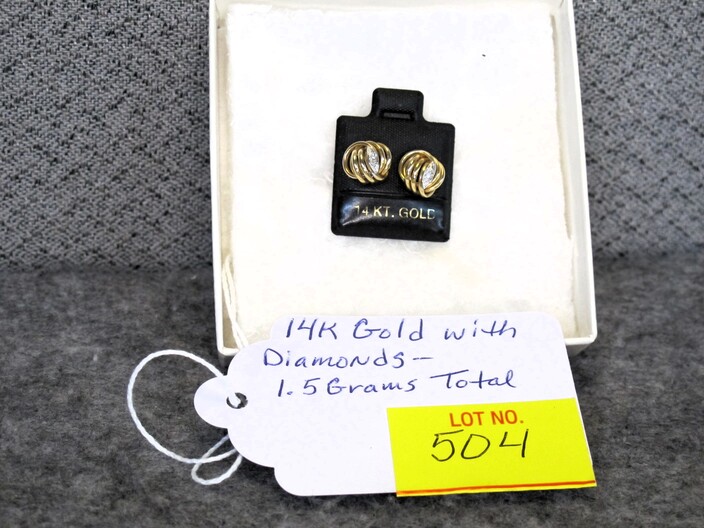 14 KT. GOLD
14K Gold with
Diamonds-
1.5 Grams Total
LOT NO.
504